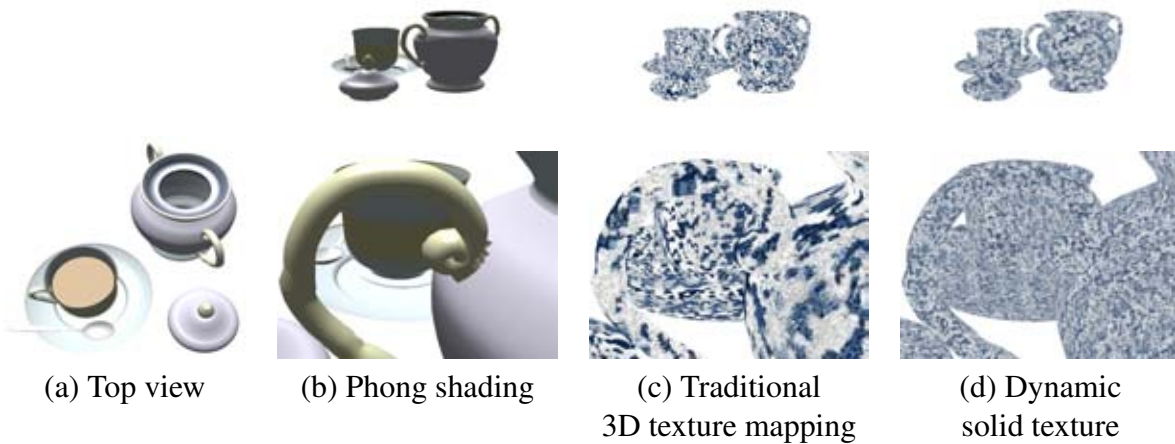 (a) Top view
(b) Phong shading
(c) Traditional
3D texture mapping
(d) Dynamic
solid texture